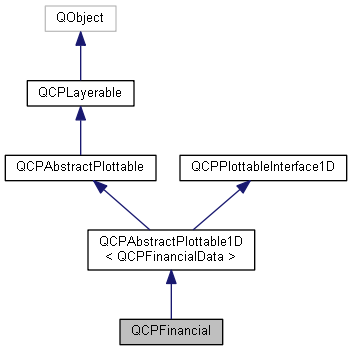 QObject
QCPLayerable
QCPAbstractPlottable
QCPPlottableInterface1D
QCPAbstractPlottable1D
< QCPFinancialData >
QCPFinancial